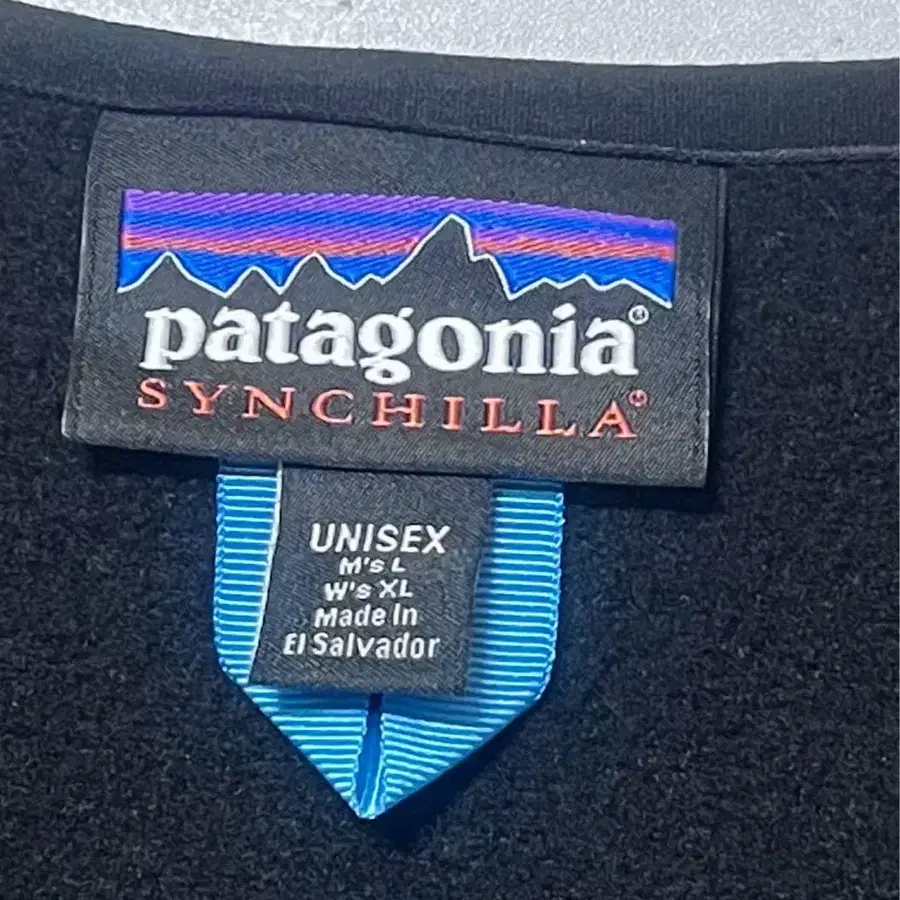 patagonia®
SYNCHILLA®
UNISEX
M's L
W's XL
Made In
El Salvador